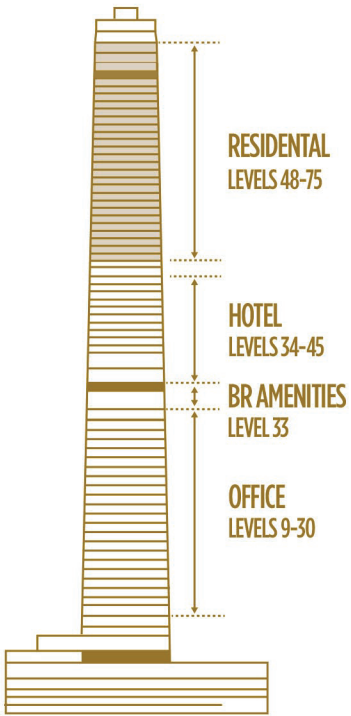 RESIDENTAL
LEVELS 48-75
HOTEL
LEVELS 34-45
BR AMENITIES
LEVEL 33
OFFICE
LEVELS 9-30